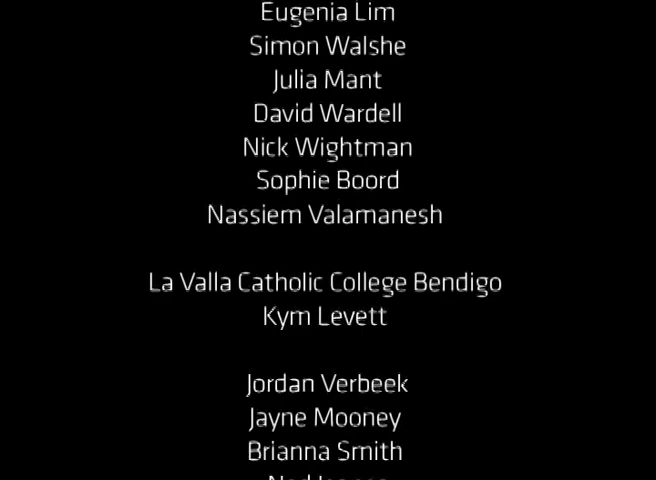 Eugenia Lim
Simon Walshe
Julia Mant
David Wardell
Nick Wightman
Sophie Boord
Nassiem Valamanesh
La Valla Catholic College Bendigo
Kym Levett
Jordan Verbeek
Jayne Mooney
Brianna Smith